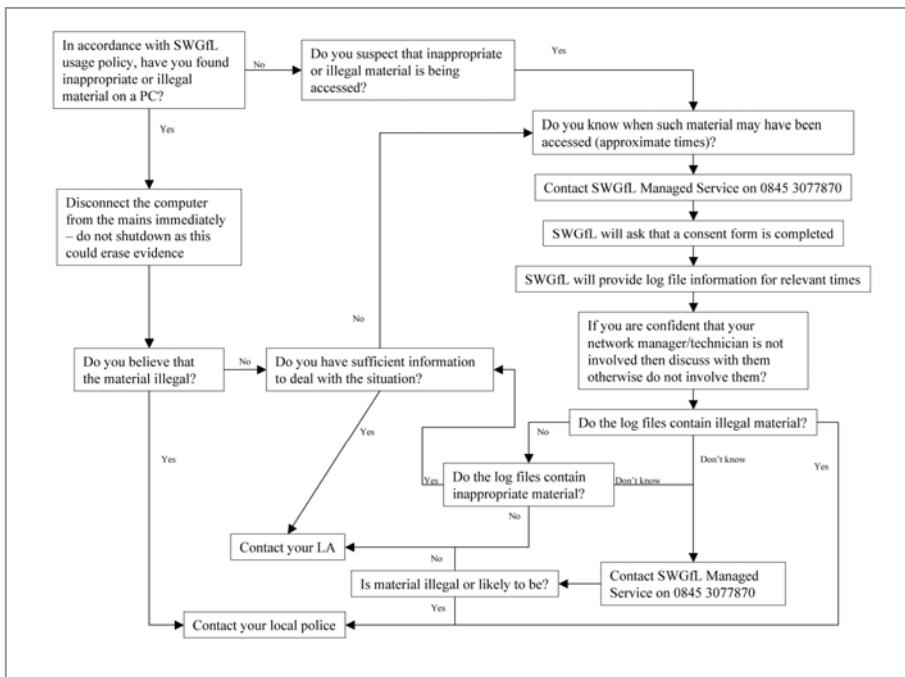 In accordance with SWGfL
usage policy, have you found
inappropriate or illegal
material on a PC?
No
Do you suspect that inappropriate
or illegal material is being
accessed?
Yes
Yes
Do you know when such material may have been
accessed (approximate times)?
Contact SWGfL Managed Service on 0845 3077870
Disconnect the computer
from the mains immediately
– do not shutdown as this
could erase evidence
SWGfL will ask that a consent form is completed
SWGfL will provide log file information for relevant times
No
If you are confident that your
network manager/technician is not
involved then discuss with them
otherwise do not involve them?
Do you believe that
the material illegal?
No
Do you have sufficient information
to deal with the situation?
Yes
Do the log files contain illegal material?
No
Don't know
Yes
Yes
Do the log files contain
inappropriate material?
Yes
Don't know
No
Contact your LA
No
Is material illegal or likely to be?
Contact SWGfL Managed
Service on 0845 3077870
Yes
Contact your local police